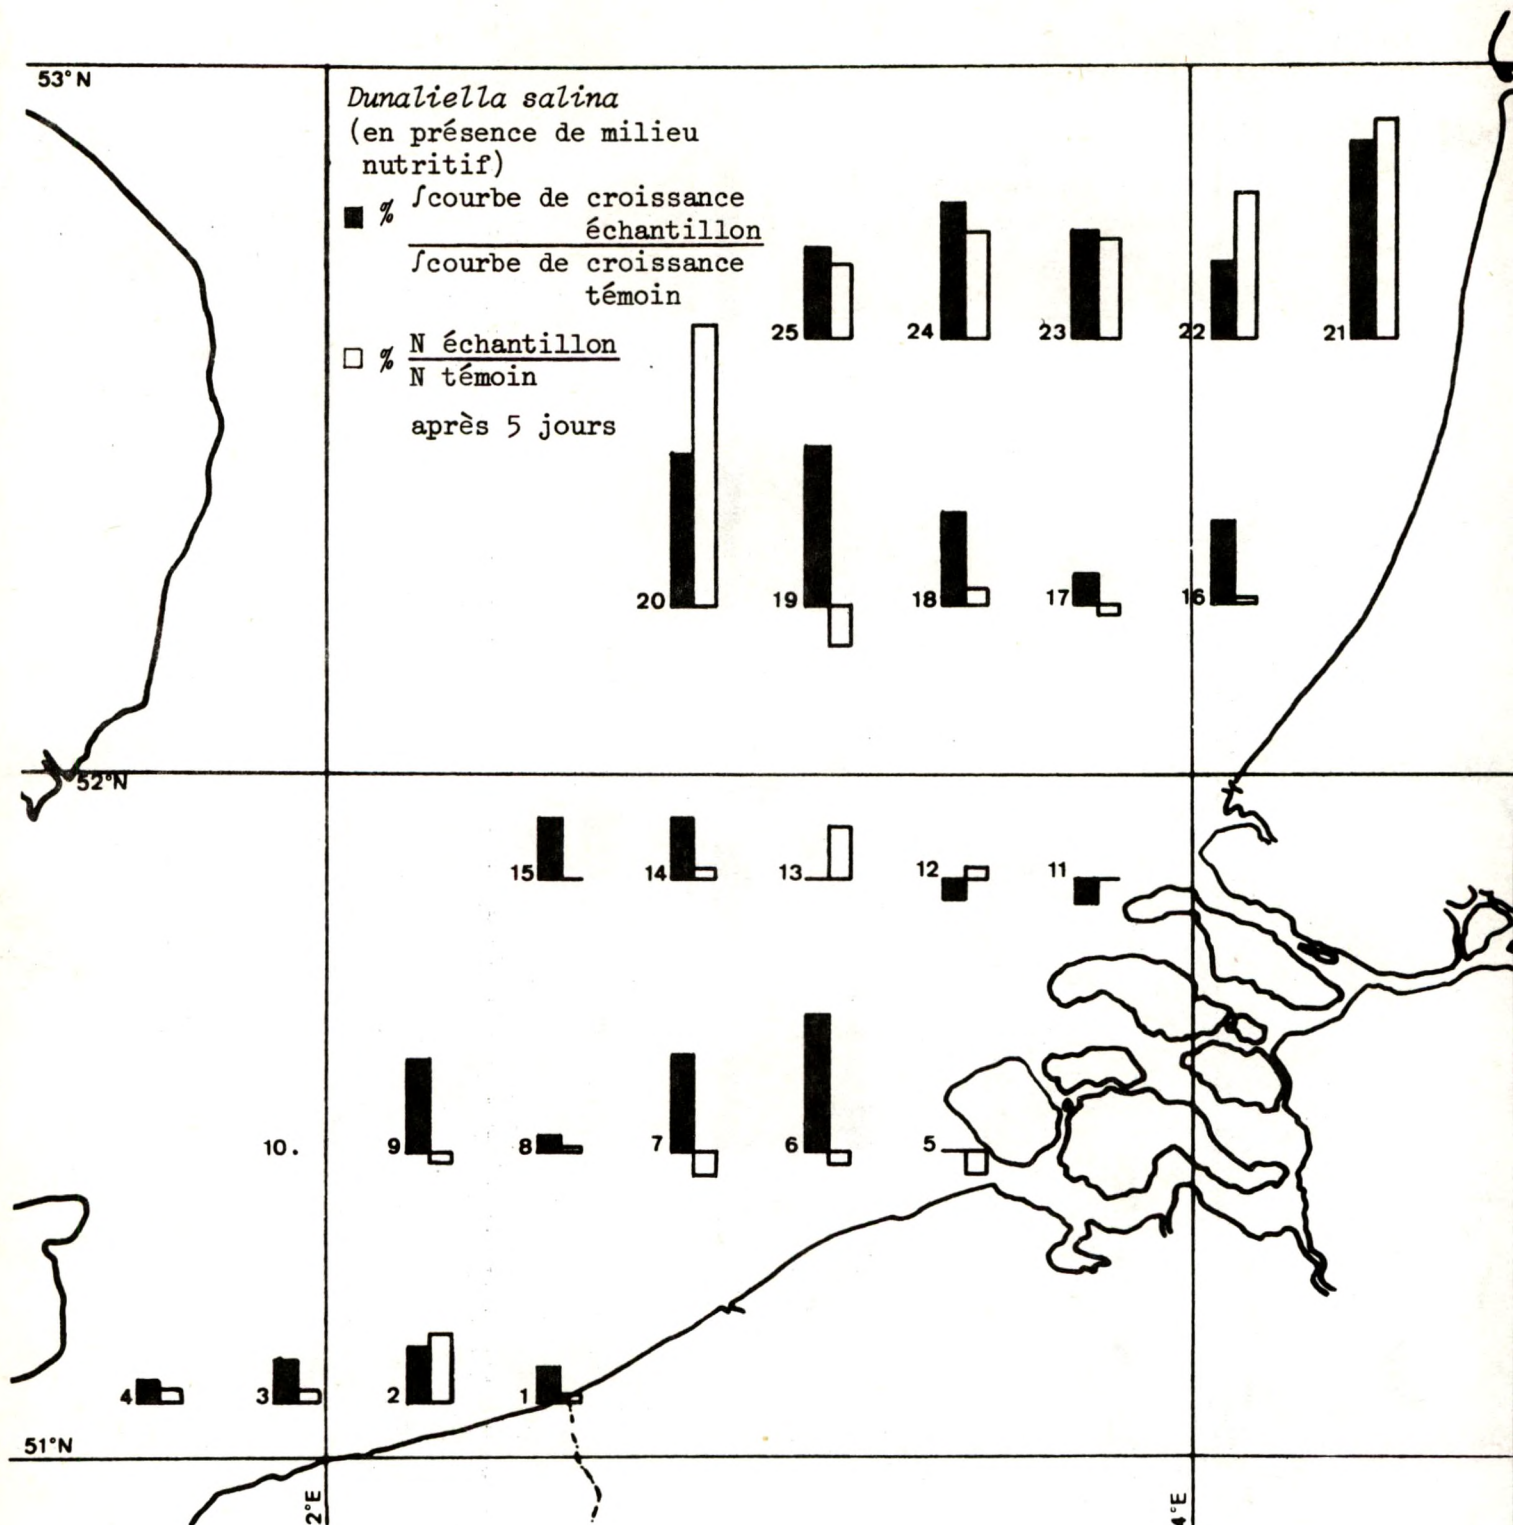 53°N
Dunaliella salina
(en présence de milieu
nutritif)
% ∫courbe de croissance
échantillon
∫courbe de croissance
témoin
% N échantillon
N témoin
après 5 jours
25 24 23 22 21
20 19 18 17 16
52°N
15 14 13 12 11
10. 9 8 7 6 5
4 3 2 1
51°N
2°E 4°E